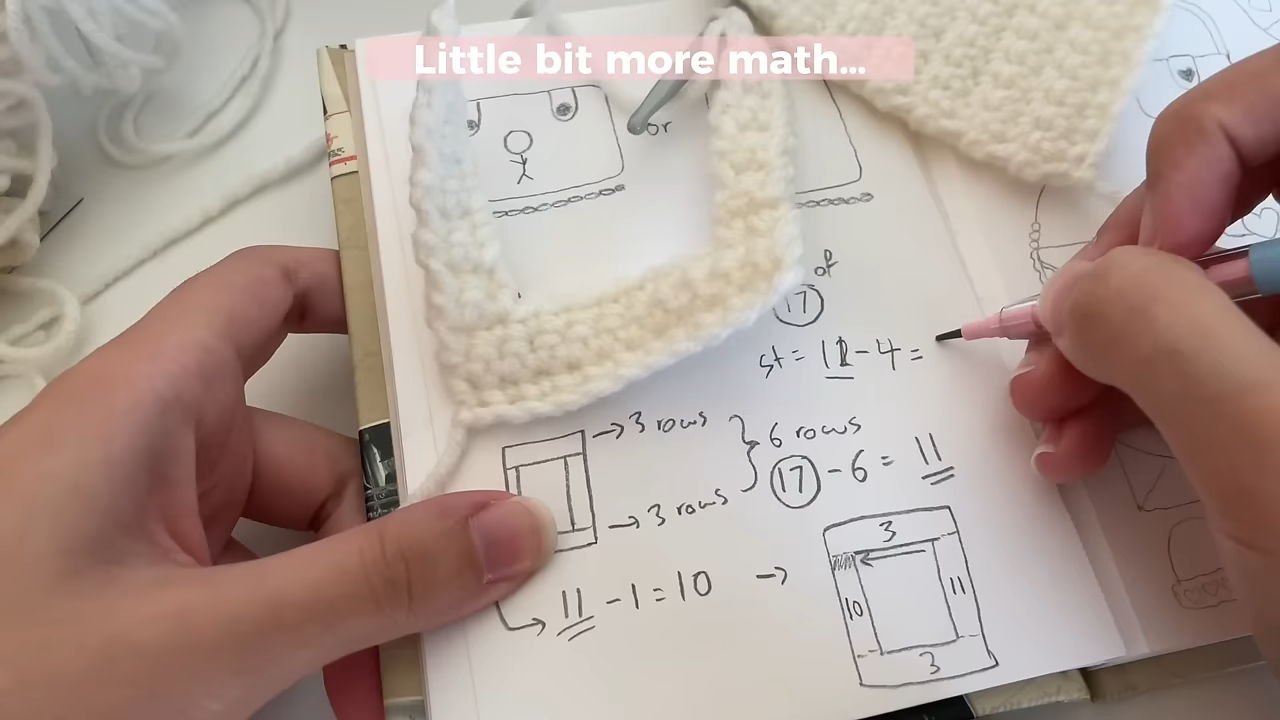 Little bit more math...
or
of
17
st = 12-4=
→3 rows
6 rows
17-6= 11
→3 rows
11-1=10 →
3
10
11
3